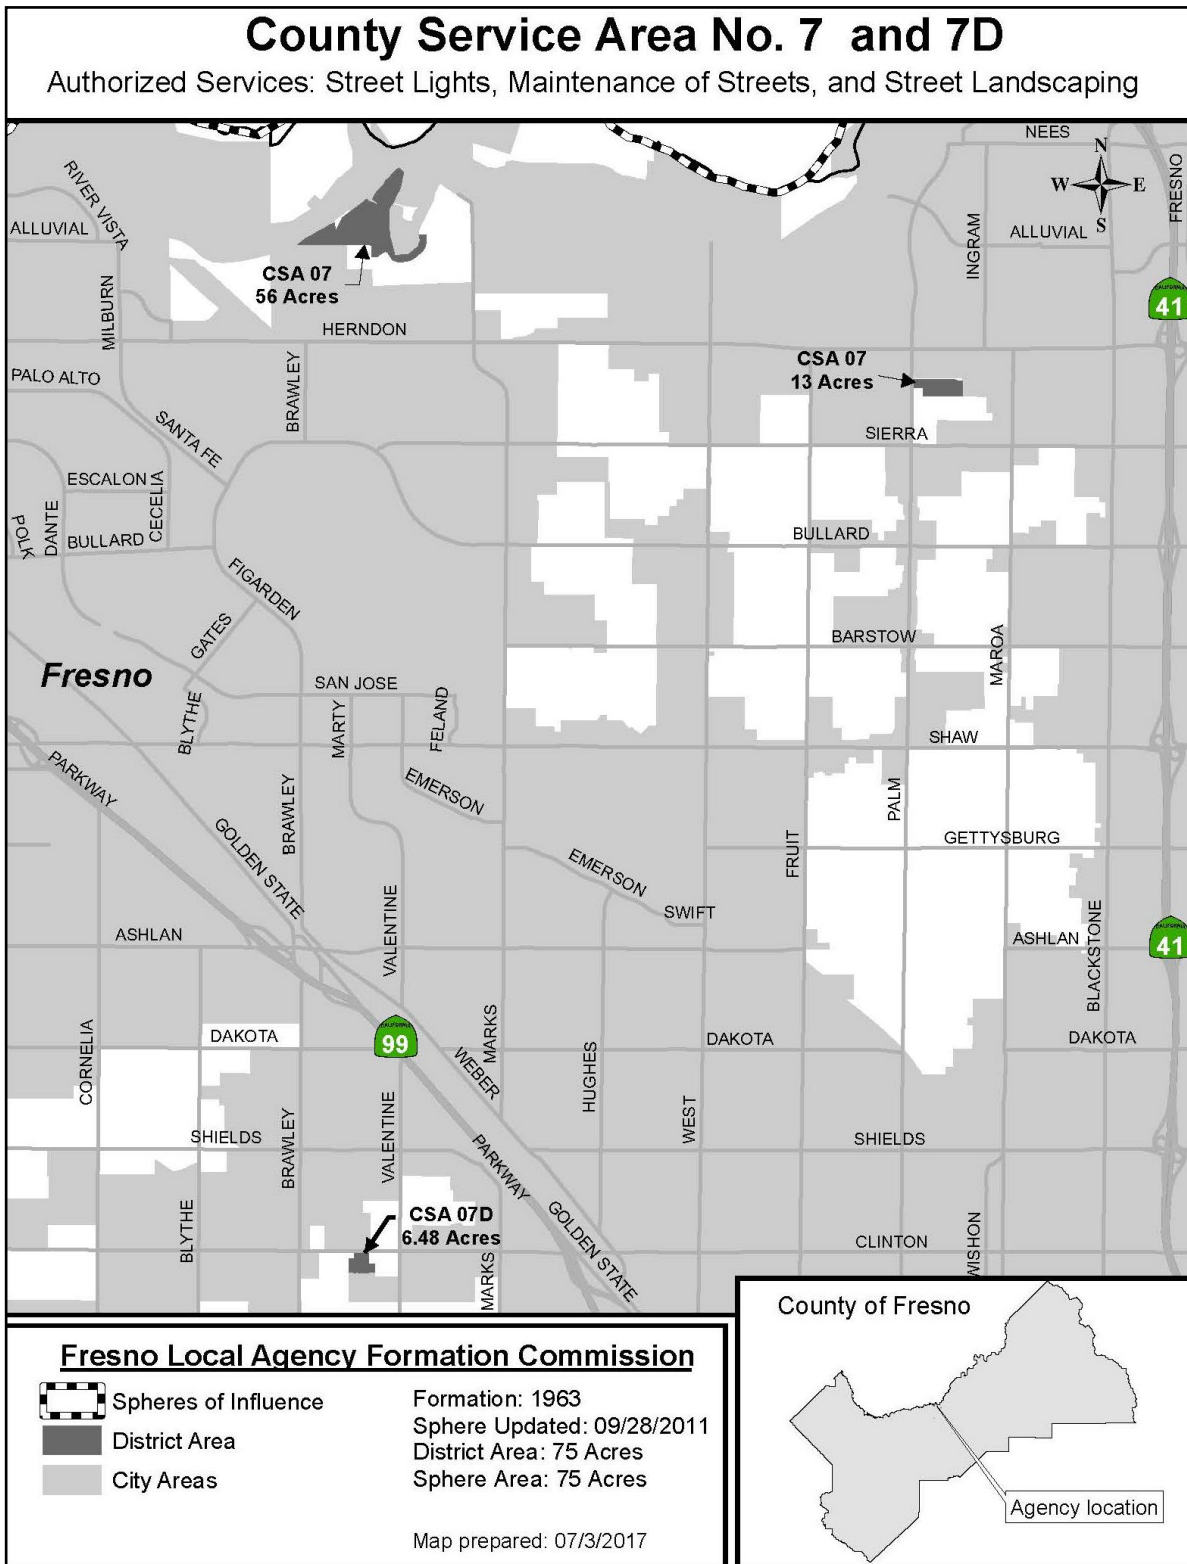 County Service Area No. 7 and 7D
Authorized Services: Street Lights, Maintenance of Streets, and Street Landscaping
NEES
N
W
E
S
FRESNO
RIVER VISTA
ALLUVIAL
INGRAM
ALLUVIAL
CSA 07
56 Acres
MILBURN
41
HERNDON
BRAWLEY
CSA 07
13 Acres
PALO ALTO
SANTA FE
SIERRA
ESCALON
CECELIA
DANTE
POLK
BULLARD
BULLARD
FIGARDEN
GATES
BARSTOW
MAROA
Fresno
SAN JOSE
BLYTHE
MARTY
FELAND
SHAW
PARKWAY
EMERSON
BRAWLEY
PALM
GOLDEN STATE
FRUIT
GETTYSBURG
EMERSON
SWIFT
VALENTINE
ASHLAN
ASHLAN
BLACKSTONE
41
CORNELIA
DAKOTA
99
MARKS
WEBER
DAKOTA
DAKOTA
HUGHES
WEST
SHIELDS
BRAWLEY
VALENTINE
PARKWAY
SHIELDS
BLYTHE
CSA 07D
6.48 Acres
GOLDEN STATE
CLINTON
WISHON
MARKS
Fresno Local Agency Formation Commission
Spheres of Influence
District Area
City Areas
Formation: 1963
Sphere Updated: 09/28/2011
District Area: 75 Acres
Sphere Area: 75 Acres
Map prepared: 07/3/2017
County of Fresno
Agency location